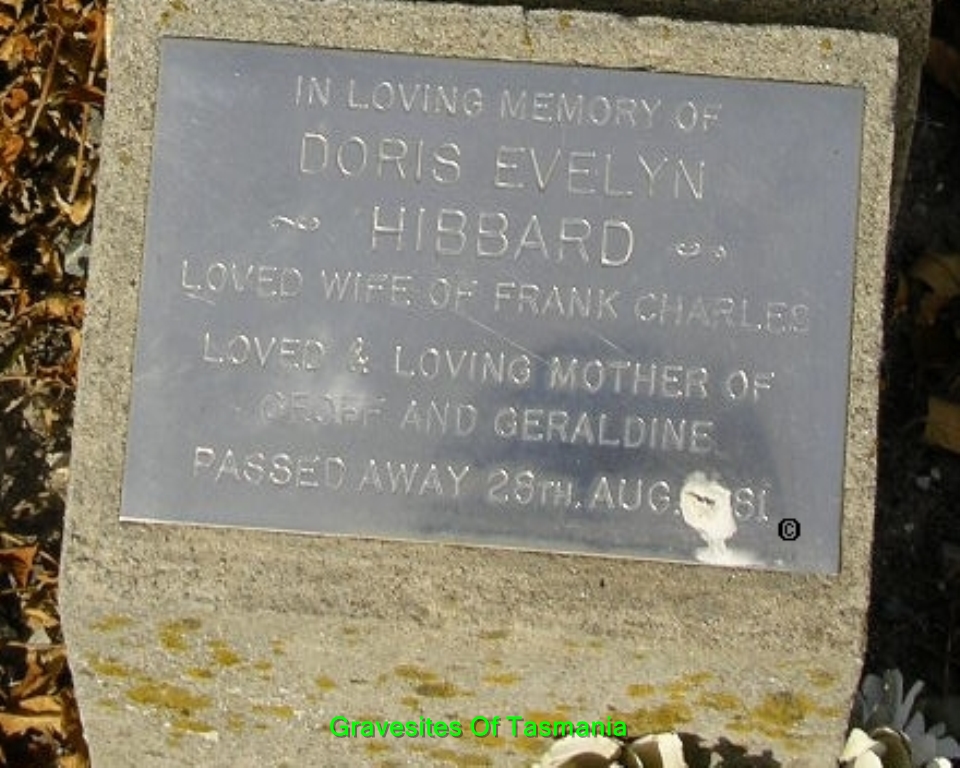 IN LOVING MEMORY OF
DORIS EVELYN
HIBBARD
LOVED WIFE OF FRANK CHARLES
LOVED & LOVING MOTHER OF
GEOFF AND GERALDINE.
PASSED AWAY 28TH. AUG. 81
©
Gravesites Of Tasmania